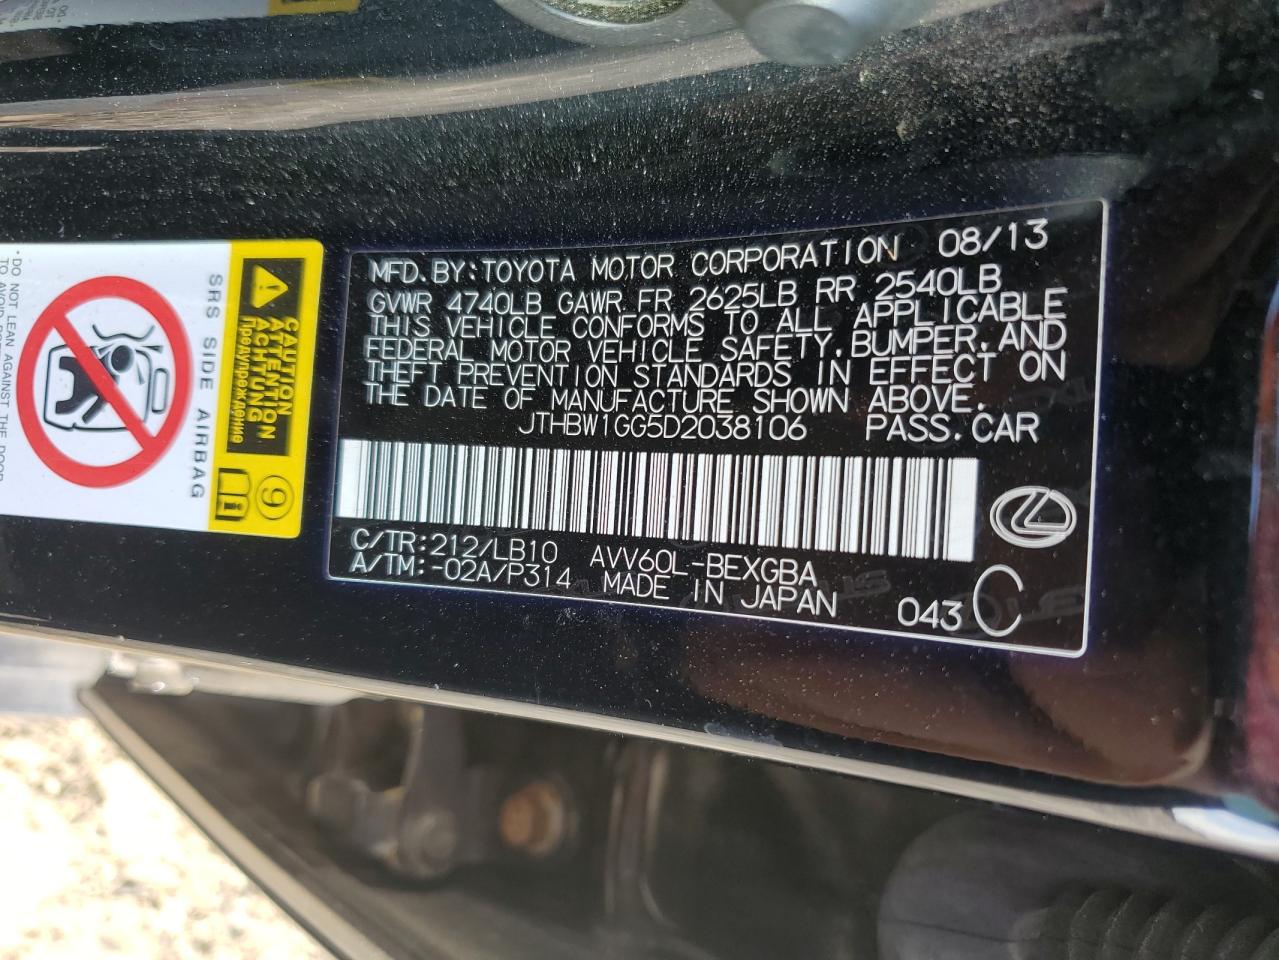 MFD.BY:TOYOTA MOTOR CORPORATION 08/13
GVWR 4740LB GAWR FR 2625LB RR 2540LB
THIS VEHICLE CONFORMS TO ALL APPLICABLE
FEDERAL MOTOR VEHICLE SAFETY,BUMPER,AND
THEFT PREVENTION STANDARDS IN EFFECT ON
THE DATE OF MANUFACTURE SHOWN ABOVE.
JTHBW1GG5D2038106 PASS.CAR
C/TR:212/LB10 AVV60L-BEXGBA
A/TM:-02A/P314 MADE IN JAPAN 043 C
CAUTION
ATTENTION
ACHTUNG
Предупреждение
9
SRS SIDE AIRBAG
• DO NOT LEAN AGAINST THE DOOR